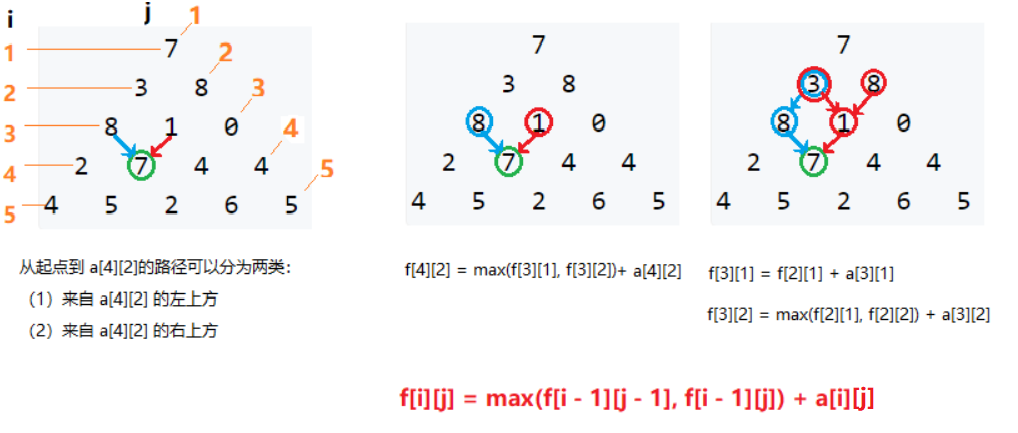 i j 1
1 7 2
2 3 8 3
3 8 1 0 4
4 2 7 4 4 5
5 4 5 2 6 5
从起点到 a[4][2]的路径可以分为两类：
（1）来自 a[4][2] 的左上方
（2）来自 a[4][2] 的右上方
7
3 8
8 1 0
2 7 4 4
4 5 2 6 5
f[4][2] = max(f[3][1], f[3][2])+ a[4][2]
7
3 8
8 1 0
2 7 4 4
4 5 2 6 5
f[3][1] = f[2][1] + a[3][1]
f[3][2] = max(f[2][1], f[2][2]) + a[3][2]
f[i][j] = max(f[i - 1][j - 1], f[i - 1][j]) + a[i][j]